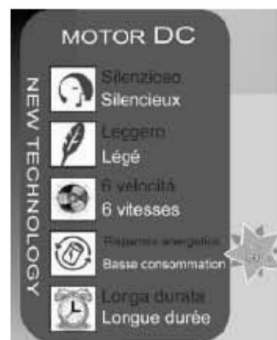 MOTOR DC
NEW TECHNOLOGY
Silenzioso
Silencieux
Leggero
Légé
6 velocità
6 vitesses
Risparmio energetico
Basse consommation
Longa durata
Longue durée